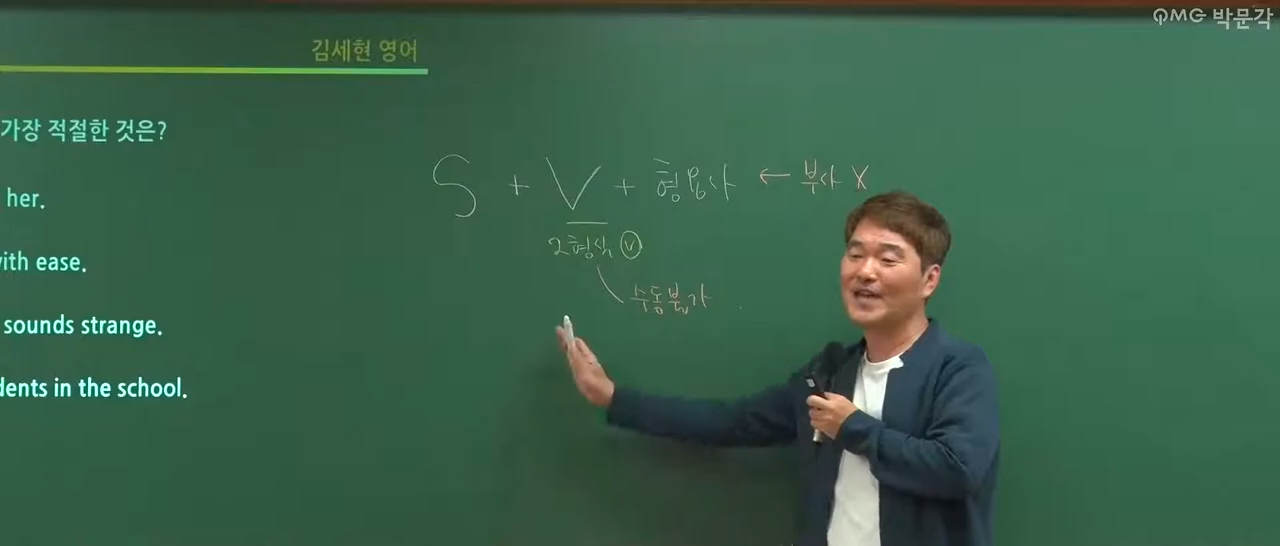 PMG 박문각
김세현 영어
가장 적절한 것은?
her.
with ease.
sounds strange.
dents in the school.
S + V + 형용사 ← 부사 X
2형식 V
수동불가